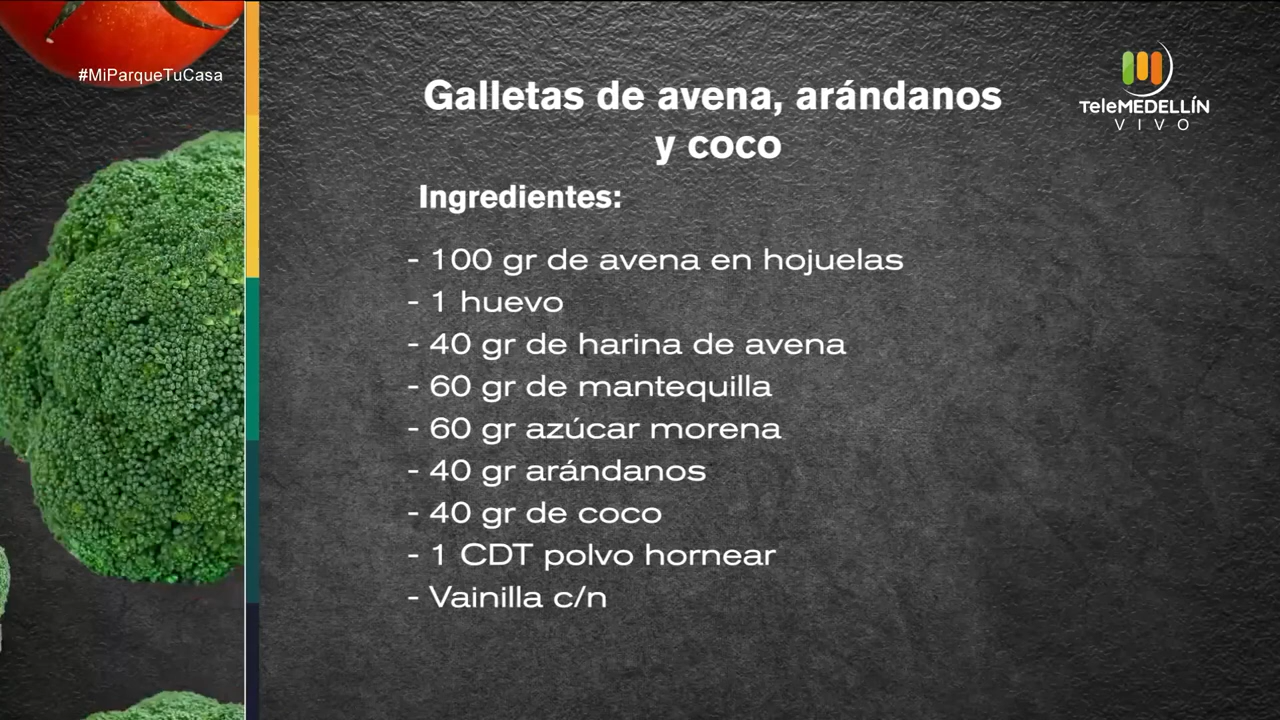 #MiParqueTuCasa
Galletas de avena, arándanos
y coco
TeleMEDELLÍN
VIVO
Ingredientes:
- 100 gr de avena en hojuelas
- 1 huevo
- 40 gr de harina de avena
- 60 gr de mantequilla
- 60 gr azúcar morena
- 40 gr arándanos
- 40 gr de coco
- 1 CDT polvo hornear
- Vainilla c/n